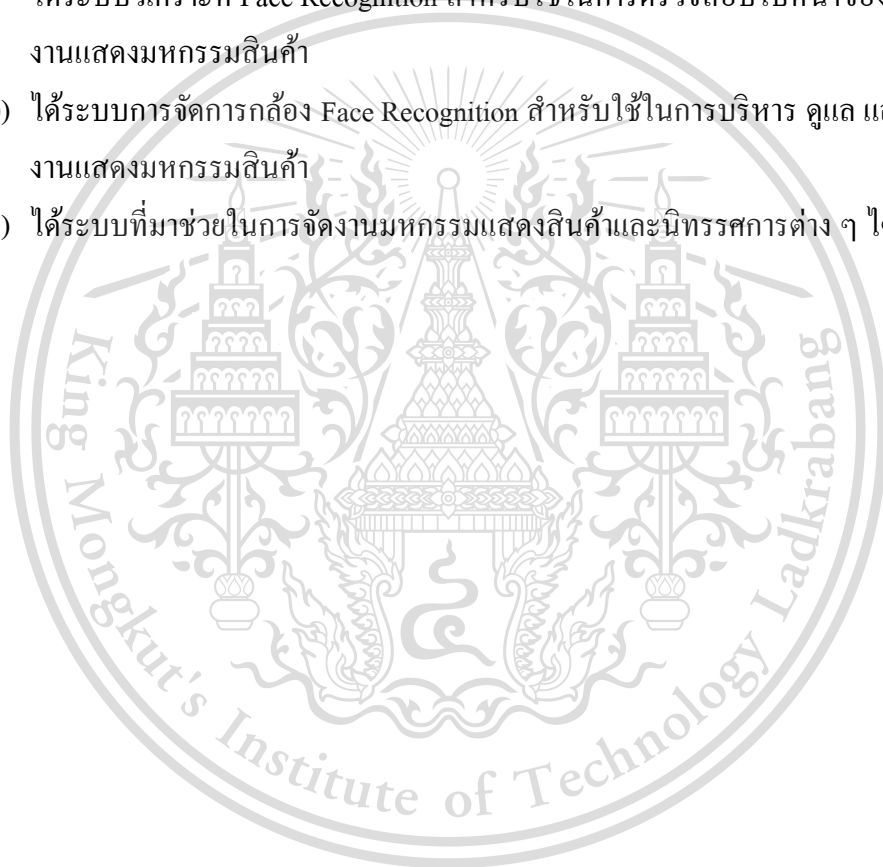 Face Recognition
งานแสดงมหกรรมสินค้า
) ได้ระบบการจัดการกล้อง Face Recognition สำหรับใช้ในการบริหาร ดูแล
งานแสดงมหกรรมสินค้า
) ได้ระบบที่มาช่วยในการจัดงานมหกรรมแสดงสินค้าและนิทรรศการต่าง ๆ
King Mongkut's Institute of Technology Ladkrabang